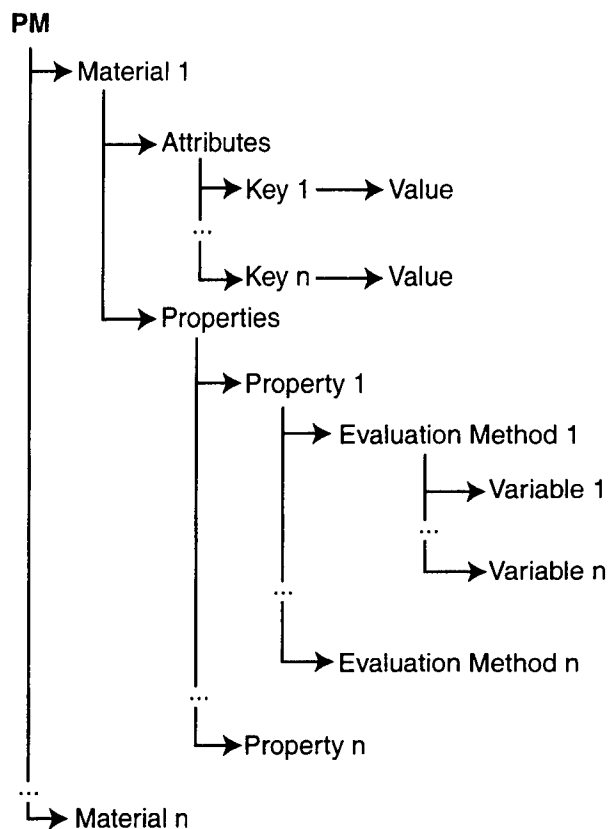 PM
Material 1
Attributes
Key 1 Value
...
Key n Value
Properties
Property 1
Evaluation Method 1
Variable 1
...
Variable n
...
Evaluation Method n
...
Property n
...
Material n